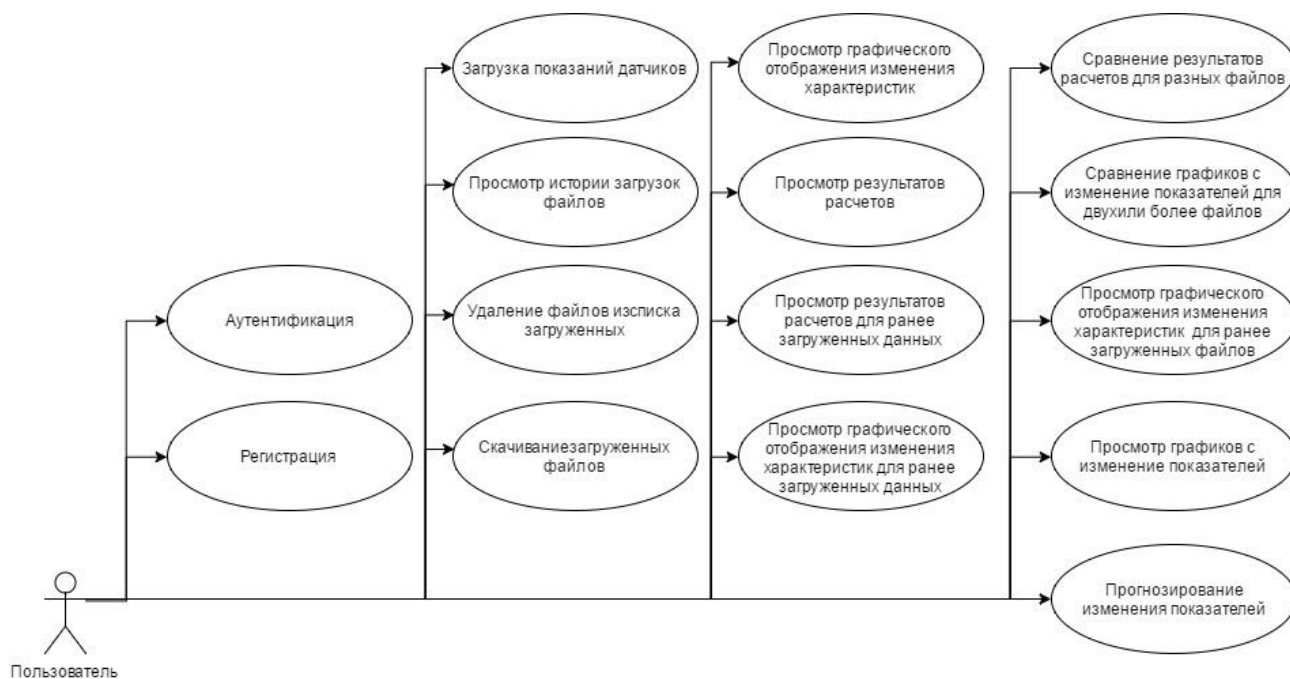 Аутентификация
Регистрация
Загрузка показаний датчиков
Просмотр истории загрузок
файлов
Удаление файлов изсписка
загруженных
Скачиваниезагруженных
файлов
Просмотр графического
отображения изменения
характеристик
Просмотр результатов
расчетов
Просмотр результатов
расчетов для ранее
загруженных данных
Просмотр графического
отображения изменения
характеристик для ранее
загруженных данных
Сравнение результатов
расчетов для разных файлов
Сравнение графиков с
изменение показателей для
двухили более файлов
Просмотр графического
отображения изменения
характеристик для ранее
загруженных файлов
Просмотр графиков с
изменение показателей
Прогнозирование
изменения показателей
Пользователь